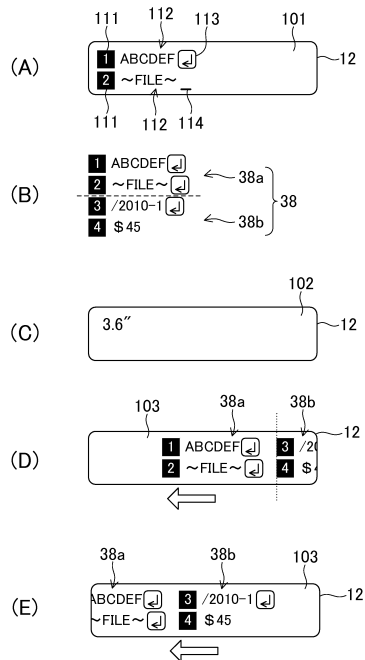 111 112 113 101
(A) 1 ABCDEF↵ 12
2 ～FILE～
111 112 114
(B) 1 ABCDEF↵ 38a
2 ～FILE～↵ 38
3 /2010-1↵ 38b
4 $45
102
(C) 3.6″ 12
103 38a 38b
(D) 1 ABCDEF↵ 3 /20 12
2 ～FILE～↵ 4 $4
38a 38b 103
(E) ABCDEF↵ 3 /2010-1↵ 12
～FILE～↵ 4 $45